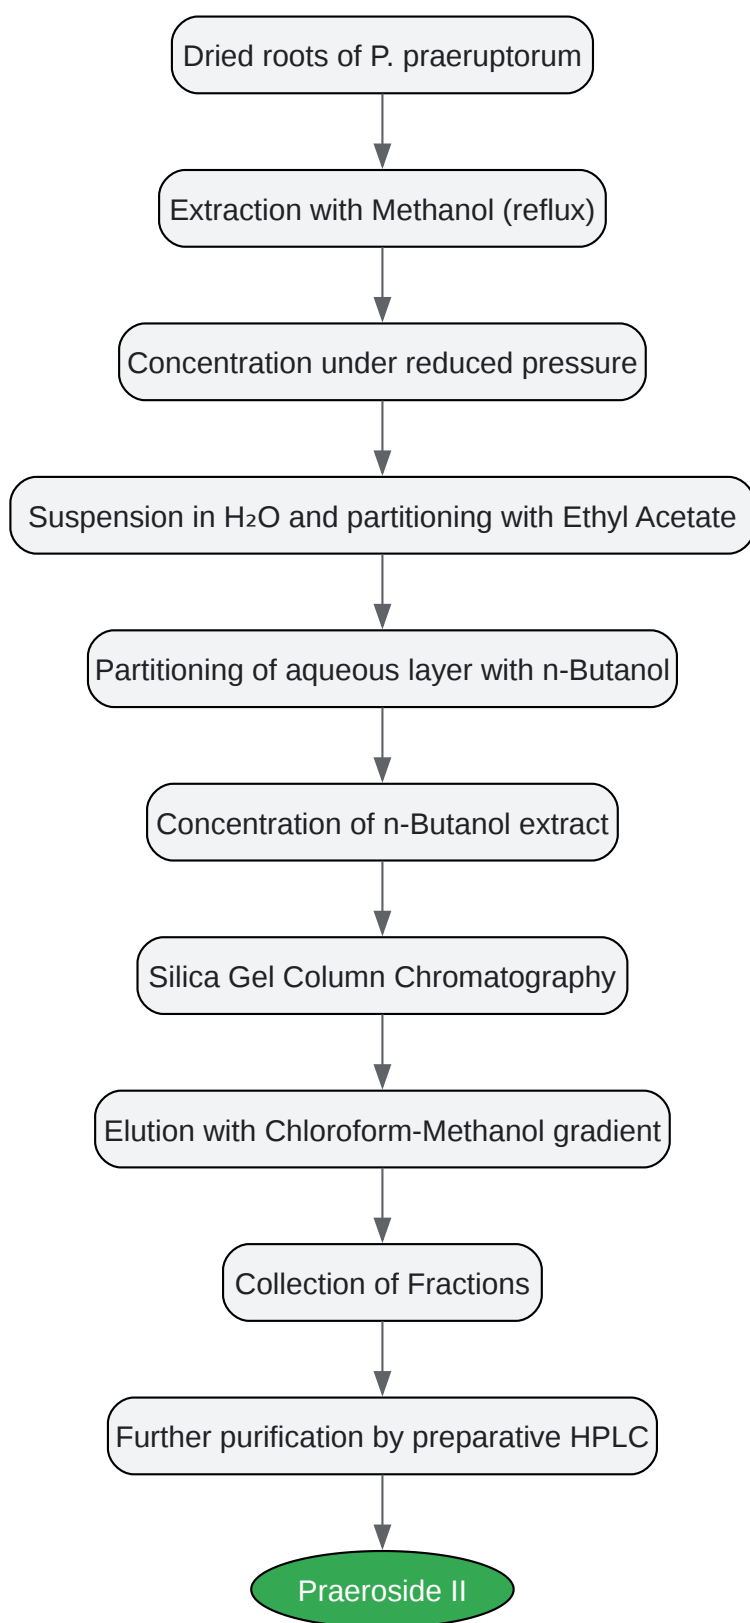 Dried roots of P. praeruptorum
Extraction with Methanol (reflux)
Concentration under reduced pressure
Suspension in H₂O and partitioning with Ethyl Acetate
Partitioning of aqueous layer with n-Butanol
Concentration of n-Butanol extract
Silica Gel Column Chromatography
Elution with Chloroform-Methanol gradient
Collection of Fractions
Further purification by preparative HPLC
Praeroside II